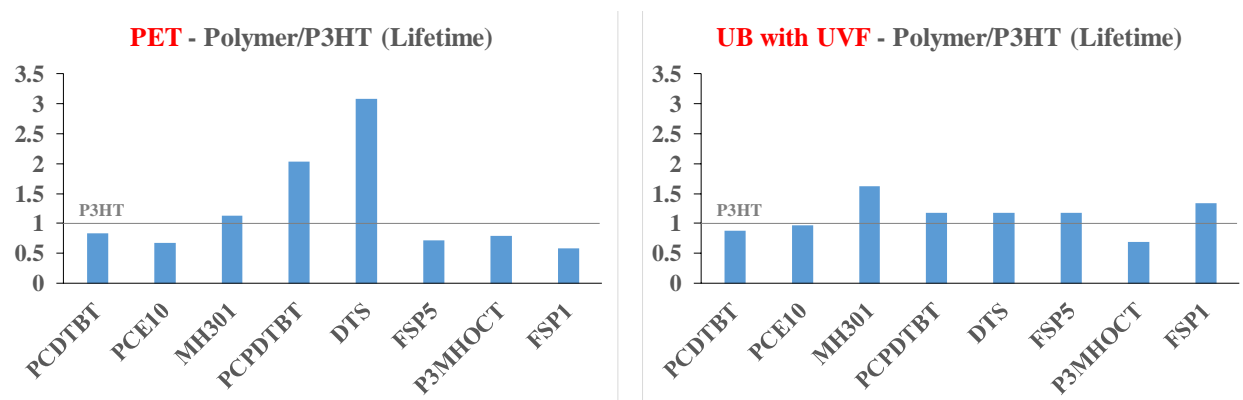 PET - Polymer/P3HT (Lifetime)
3.5
3
2.5
2
1.5
1
0.5
0
P3HT
PCDTBT
PCE10
MH301
PCPDTBT
DTS
FSP5
P3MHOCT
FSP1
UB with UVF - Polymer/P3HT (Lifetime)
3.5
3
2.5
2
1.5
1
0.5
0
P3HT
PCDTBT
PCE10
MH301
PCPDTBT
DTS
FSP5
P3MHOCT
FSP1